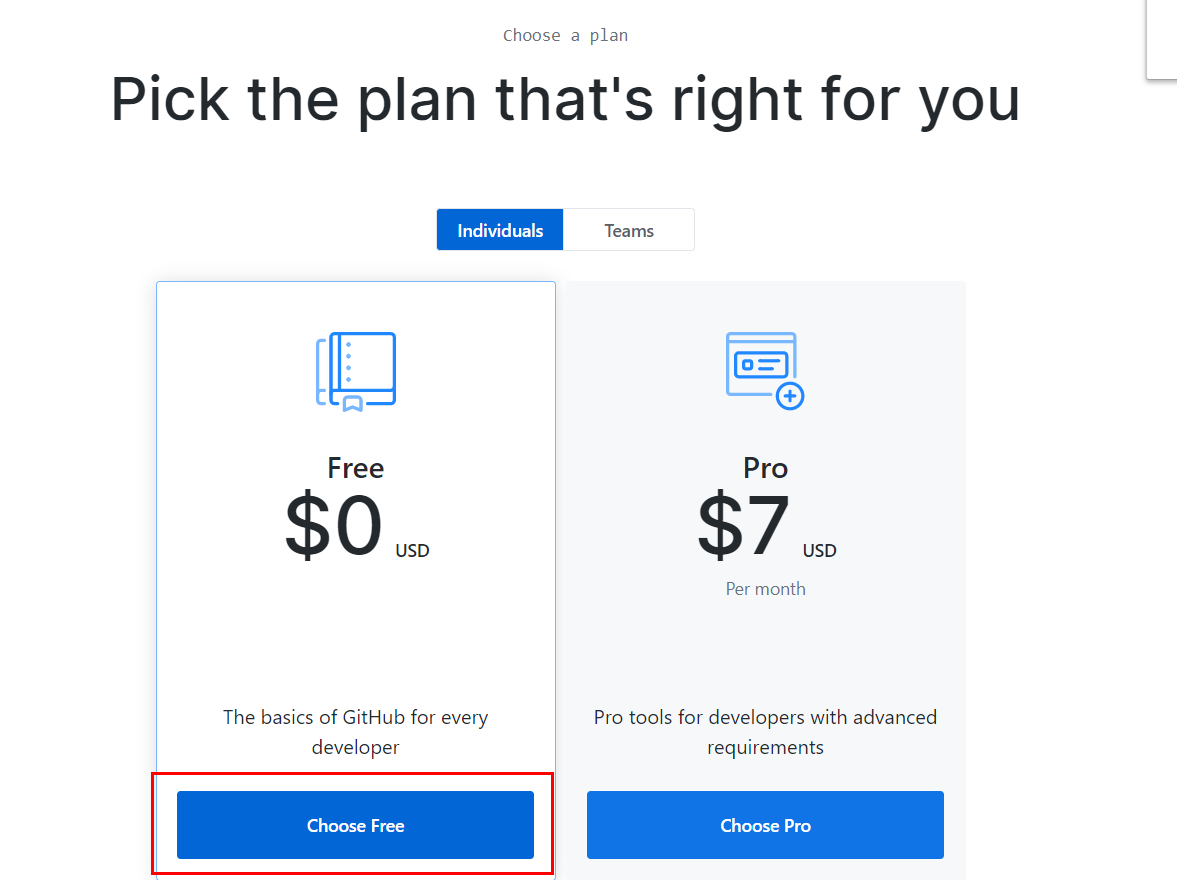 Choose a plan
Pick the plan that's right for you
Individuals
Teams
Free
$0 USD
The basics of GitHub for every
developer
Choose Free
Pro
$7 USD
Per month
Pro tools for developers with advanced
requirements
Choose Pro